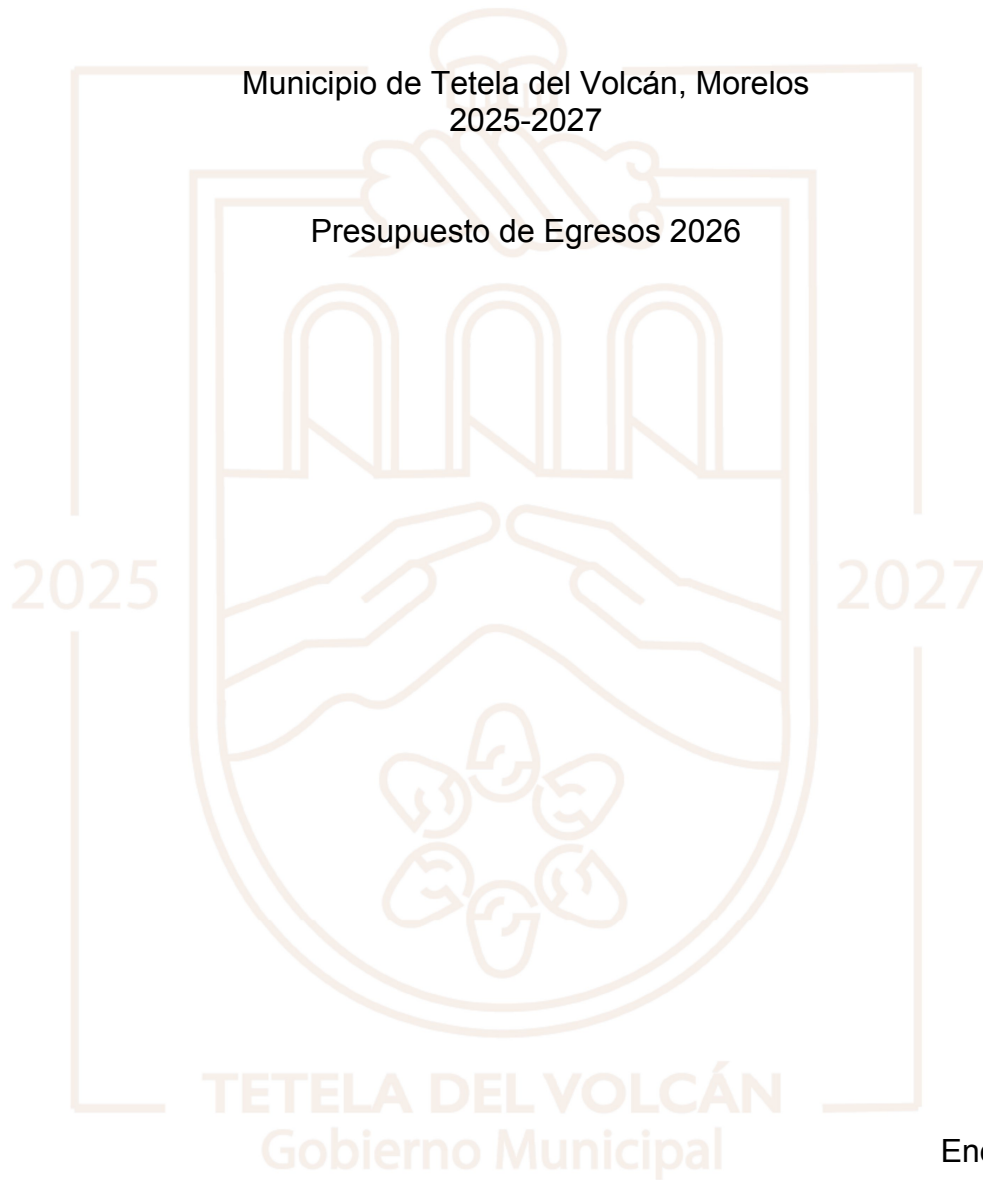 Municipio de Tetela del Volcán, Morelos
2025-2027
Presupuesto de Egresos 2026
2025
2027
TETELA DEL VOLCÁN
Gobierno Municipal